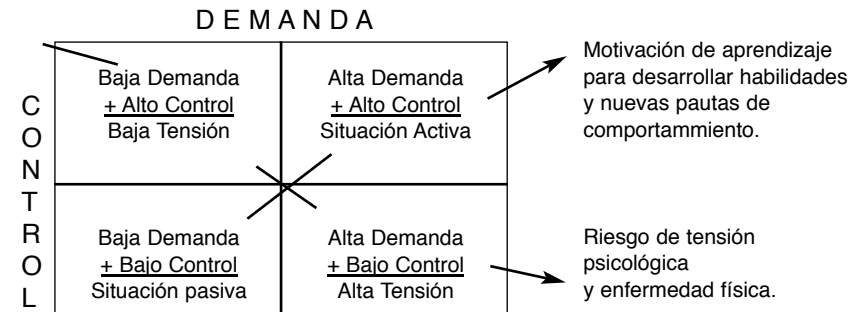 DEMANDA
CONTROL
Baja Demanda
+ Alto Control
Baja Tensión
Alta Demanda
+ Alto Control
Situación Activa
Motivación de aprendizaje
para desarrollar habilidades
y nuevas pautas de
comportammiento.
Baja Demanda
+ Bajo Control
Situación pasiva
Alta Demanda
+ Bajo Control
Alta Tensión
Riesgo de tensión
psicológica
y enfermedad física.